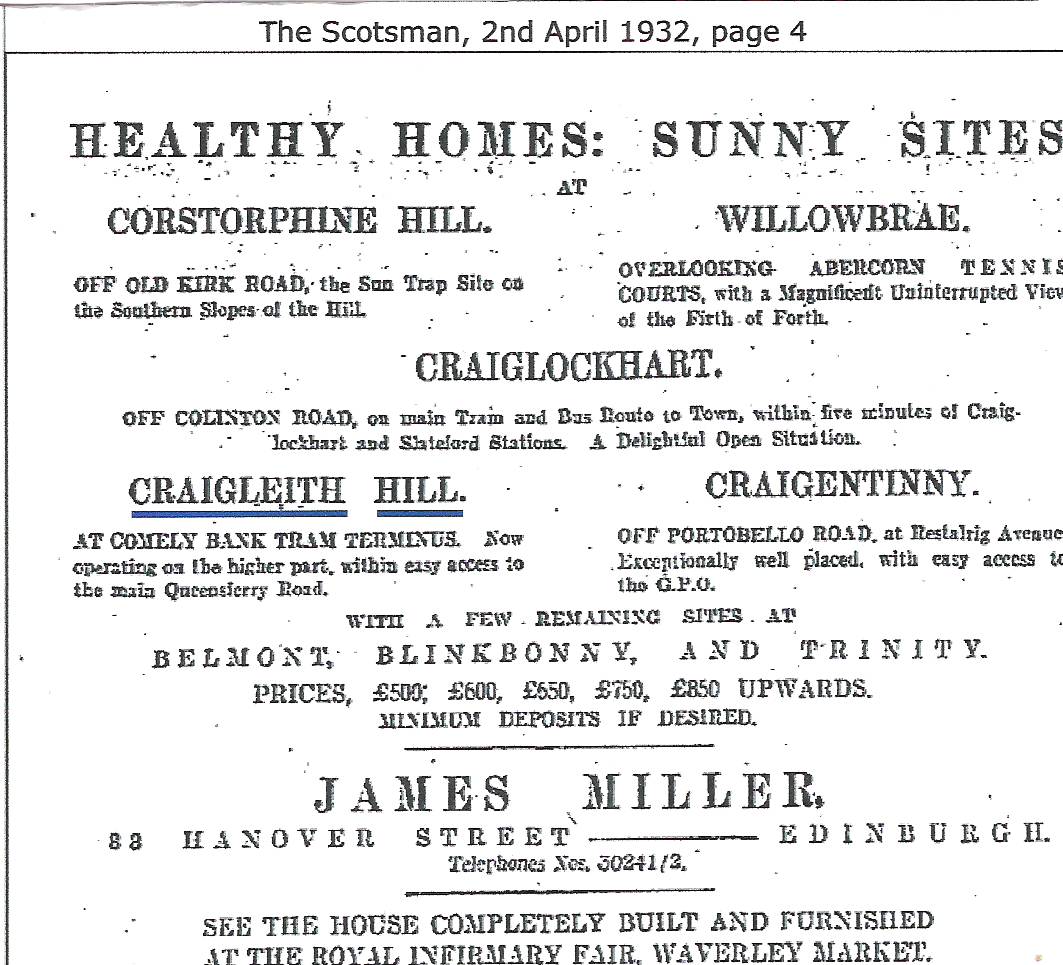 The Scotsman, 2nd April 1932, page 4
HEALTHY HOMES: SUNNY SITES
AT
CORSTORPHINE HILL.
OFF OLD KIRK ROAD, the Sun Trap Site on
the Southern Slopes of the Hill.
WILLOWBRAE.
OVERLOOKING ABERCORN TENNIS
COURTS, with a Magnificent Uninterrupted View
of the Firth of Forth.
CRAIGLOCKHART.
OFF COLINTON ROAD, on main Tram and Bus Route to Town, within five minutes of Craig-
lockhart and Slateford Stations. A Delightful Open Situation.
CRAIGLEITH HILL.
AT COMELY BANK TRAM TERMINUS. Now
operating on the higher part, within easy access to
the main Queensferry Road.
CRAIGENTINNY.
OFF PORTOBELLO ROAD, at Restalrig Avenue
Exceptionally well placed, with easy access to
the G.P.O.
WITH A FEW REMAINING SITES AT
BELMONT, BLINKBONNY, AND TRINITY.
PRICES, £500; £600, £650, £750, £850 UPWARDS.
MINIMUM DEPOSITS IF DESIRED.
JAMES MILLER,
83 HANOVER STREET — EDINBURGH.
Telephones Nos. 30241/2.
SEE THE HOUSE COMPLETELY BUILT AND FURNISHED
AT THE ROYAL INFIRMARY FAIR, WAVERLEY MARKET.